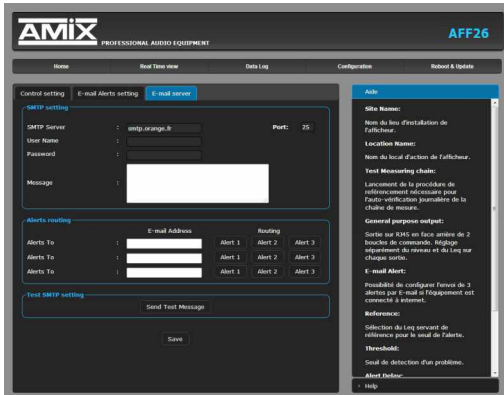 AMIX
PROFESSIONAL AUDIO EQUIPMENT
AFF26
Home
Real Time view
Data Log
Configuration
Reboot & Update
Control setting
E-mail Alerts setting
E-mail server
SMTP setting
SMTP Server : smtp.orange.fr Port: 25
User Name :
Password :
Message :
Alerts routing
E-mail Address Routing
Alerts To : Alert 1 Alert 2 Alert 3
Alerts To : Alert 1 Alert 2 Alert 3
Alerts To : Alert 1 Alert 2 Alert 3
Test SMTP setting
Send Test Message
Save
Aide
Site Name:
Nom du lieu d'installation de
l'afficheur.
Location Name:
Nom du local d'action de l'afficheur.
Test Measuring chain:
Lancement de la procédure de
référencement nécessaire pour
l'auto-vérification journalière de la
chaîne de mesure.
General purpose output:
Sortie sur RJ45 en face arrière de 2
boucles de commande. Réglage
séparément du niveau et du Leq sur
chaque sortie.
E-mail Alert:
Possibilité de configurer l'envoi de 3
alertes par E-mail si l'équipement est
connecté à internet.
Reference:
Sélection du Leq servant de
référence pour le seuil de l'alerte.
Threshold:
Seuil de detection d'un problème.
Alert Delay:
Help